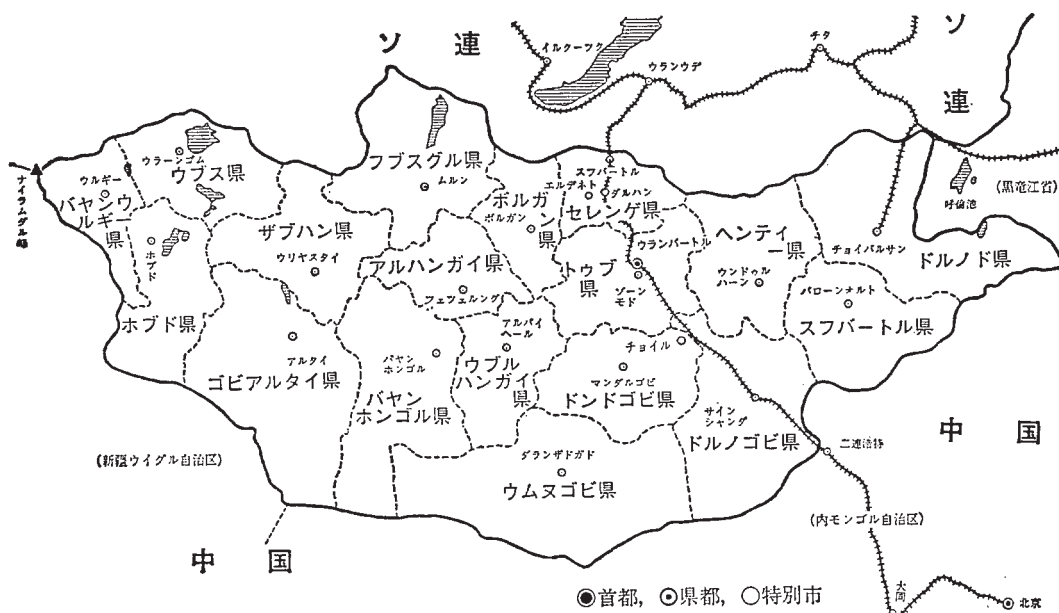 ソ 連
イルクーツク
ウランウデ
チタ
ソ
連
(黒竜江省)
呼倫池
ナイラムダル峰
ウルギー
バヤンウ
ルギー県
ウラーンゴム
ウブス県
ホブド
ホブド県
フブスグル県
ムルン
ザブハン県
ウリヤスタイ
アルハンガイ県
ボルガ
ン県
ボルガン
スフバートル
エルデネト
ダルハン
セレンゲ県
ウランバートル
トゥブ
県
ゾーン
モド
ヘンティ
ー県
ウンドゥル
ハーン
チョイバルサン
ドルノド県
バローンオルト
スフバートル県
アルタイ
ゴビアルタイ県
バヤン
ホンゴル
バヤン
ホンゴル県
アルバイ
ヘール
ウブル
ハンガイ
県
チョイル
マンダルゴビ
ドンドゴビ県
サイン
シャンダ
ドルノゴビ県
ダランザドガド
ウムヌゴビ県
二連浩特
(新疆ウイグル自治区)
(内モンゴル自治区)
中 国
中 国
大同
北京
◉首都, ⊙県都, ○特別市